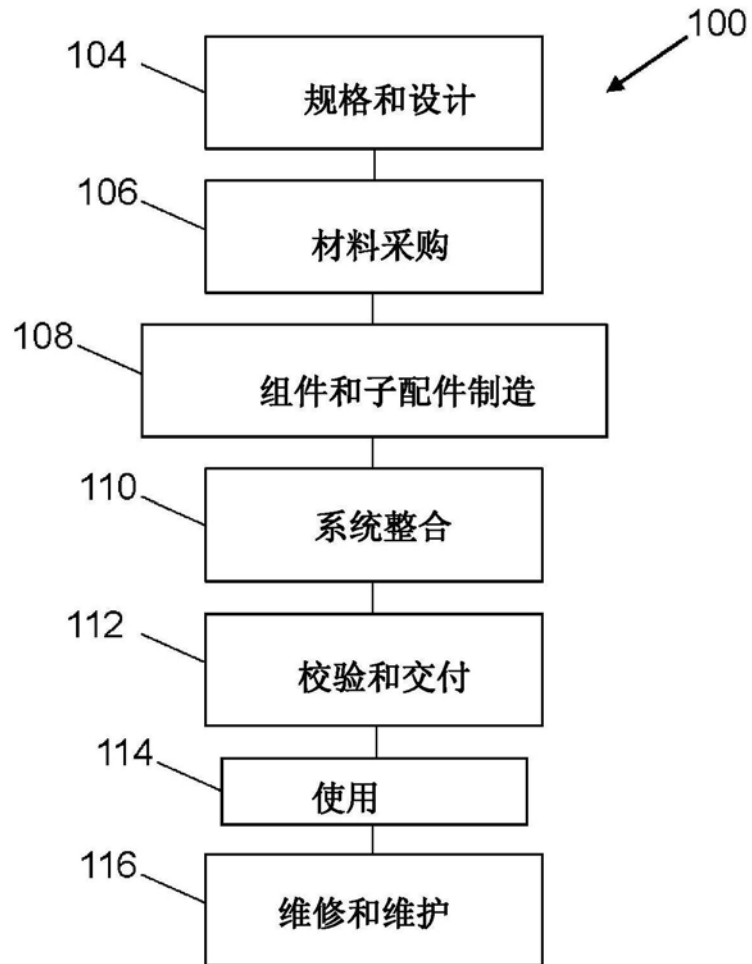 100
104
规格和设计
106
材料采购
108
组件和子配件制造
110
系统整合
112
校验和交付
114
使用
116
维修和维护